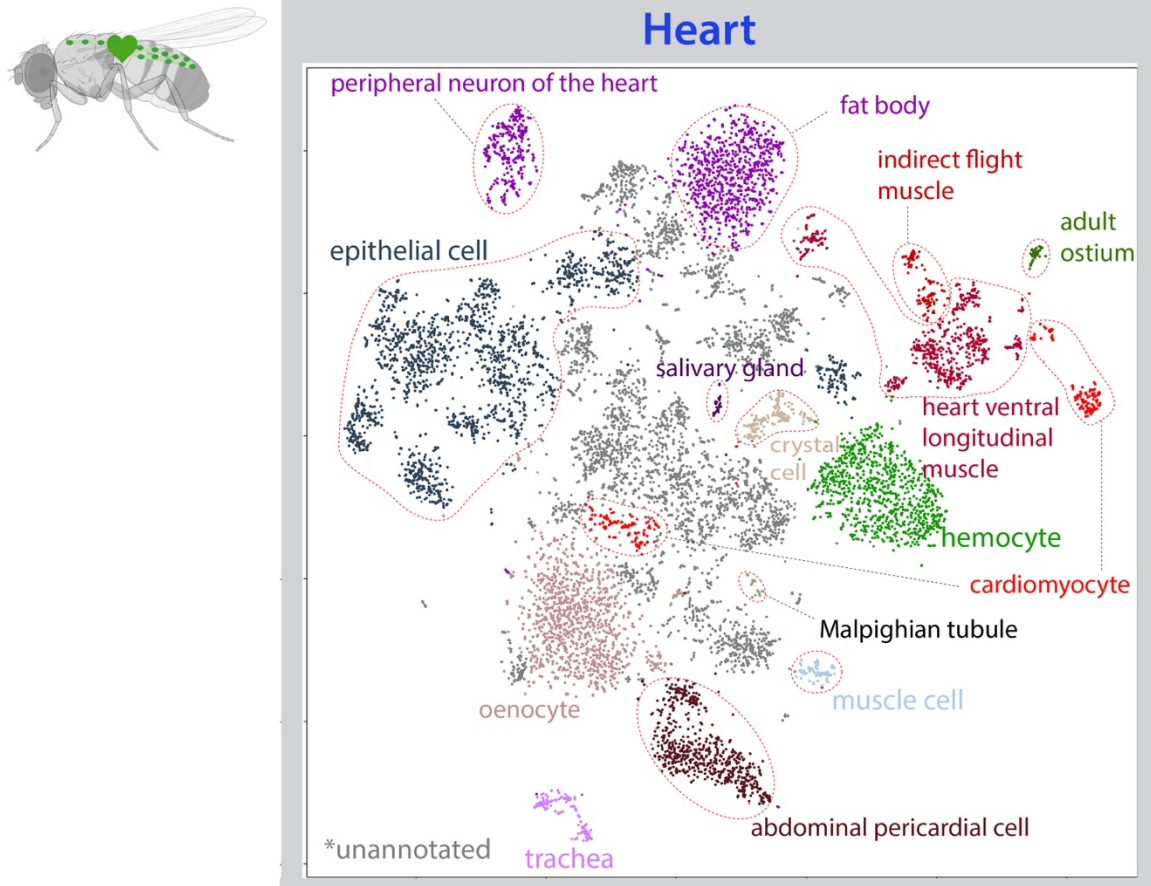 Heart
peripheral neuron of the heart
fat body
indirect flight
muscle
adult
ostium
epithelial cell
salivary gland
crystal
cell
heart ventral
longitudinal
muscle
hemocyte
cardiomyocyte
Malpighian tubule
muscle cell
oenocyte
abdominal pericardial cell
*unannotated
trachea